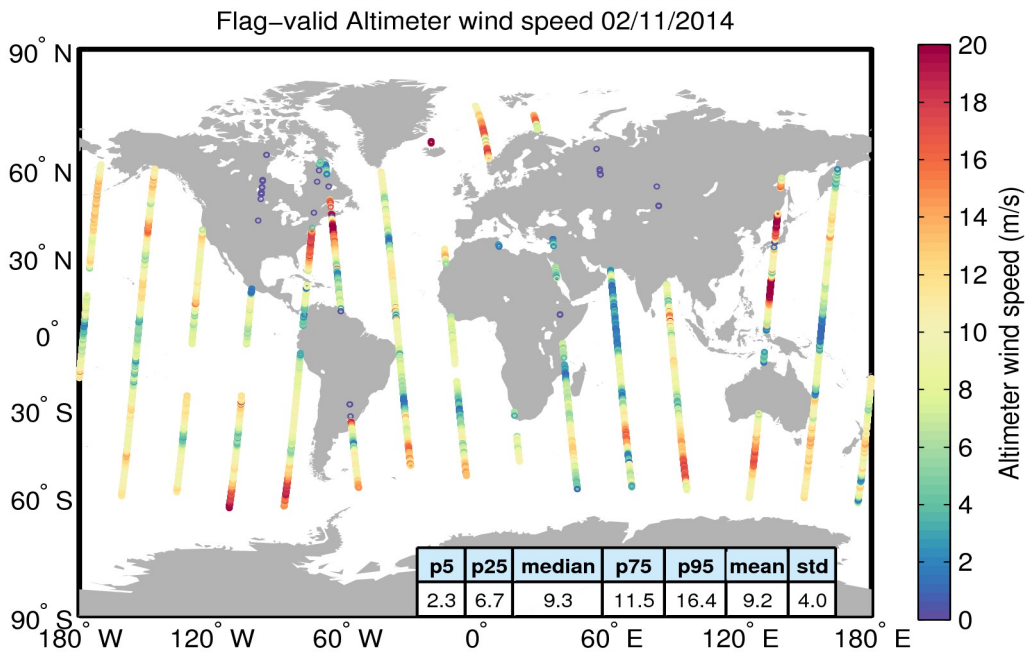 Flag−valid Altimeter wind speed 02/11/2014
90° N
60° N
30° N
0°
30° S
60° S
90° S
180° W
120° W
60° W
0°
60° E
120° E
180° E
p5 p25 median p75 p95 mean std
2.3 6.7 9.3 11.5 16.4 9.2 4.0
20
18
16
14
12
10
8
6
4
2
0
Altimeter wind speed (m/s)